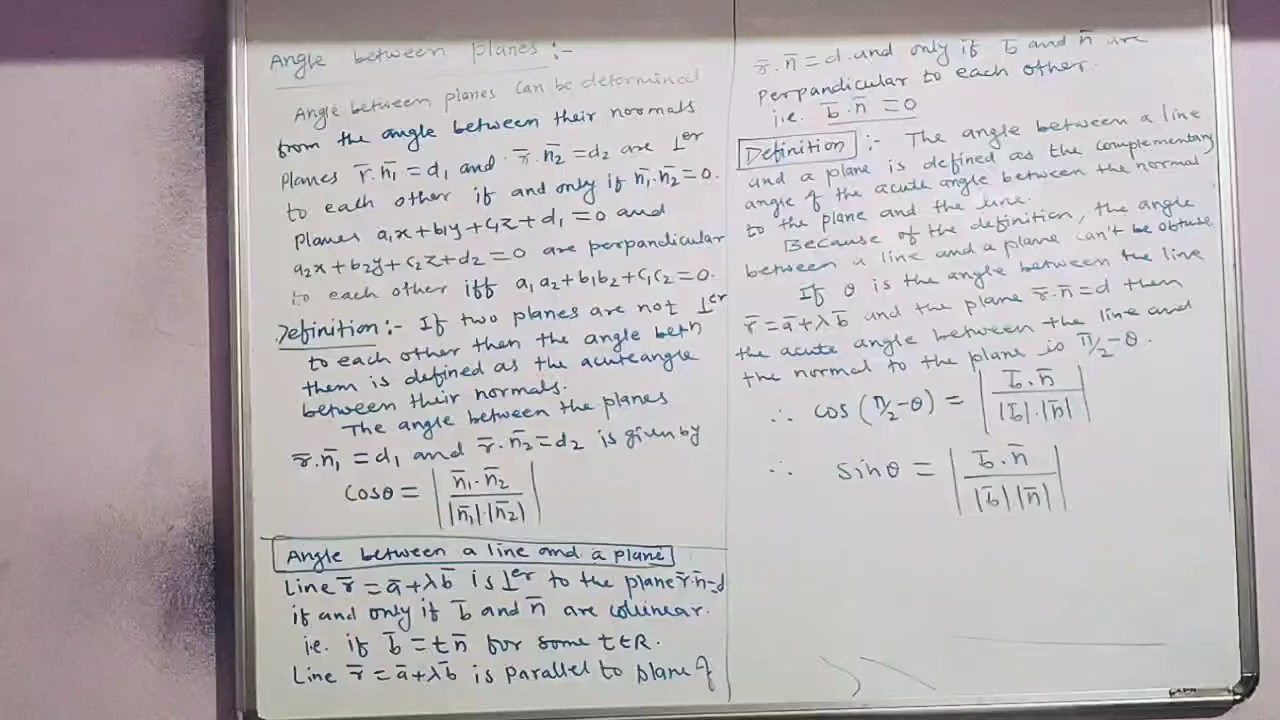 Angle between planes :-
Angle between planes can be determined
from the angle between their normals
Planes r̄.n̄₁ = d₁ and r̄.n̄₂ = d₂ are ⊥er
to each other if and only if n̄₁.n̄₂ = 0.
Planes a₁x + b₁y + c₁z + d₁ = 0 and
a₂x + b₂y + c₂z + d₂ = 0 are perpandicular
to each other iff a₁a₂ + b₁b₂ + c₁c₂ = 0.
Definition :- If two planes are not ⊥er
to each other then the angle betn
them is defined as the acute angle
between their normals.
The angle between the planes
r̄.n̄₁ = d₁ and r̄.n̄₂ = d₂ is given by
cosθ = | n̄₁.n̄₂ / |n̄₁|.|n̄₂| |
Angle between a line and a plane
Line r̄ = ā + λb̄ is ⊥er to the plane r̄.n̄ = d
if and only if b̄ and n̄ are collinear.
i.e. if b̄ = t n̄ for some t ∈ R.
Line r̄ = ā + λb̄ is parallel to plane of
r̄.n̄ = d and only if b̄ and n̄ are
perpandicular to each other.
i.e. b̄.n̄ = 0
Definition :- The angle between a line
and a plane is defined as the complementary
angle of the acute angle between the normal
to the plane and the line.
Because of the definition, the angle
between a line and a plane can't be obtuse
If θ is the angle between the line
r̄ = ā + λb̄ and the plane r̄.n̄ = d then
the acute angle between the line and
the normal to the plane is π/2 - θ.
∴ cos (π/2 - θ) = | b̄.n̄ / |b̄|.|n̄| |
∴ sinθ = | b̄.n̄ / |b̄| |n̄| |